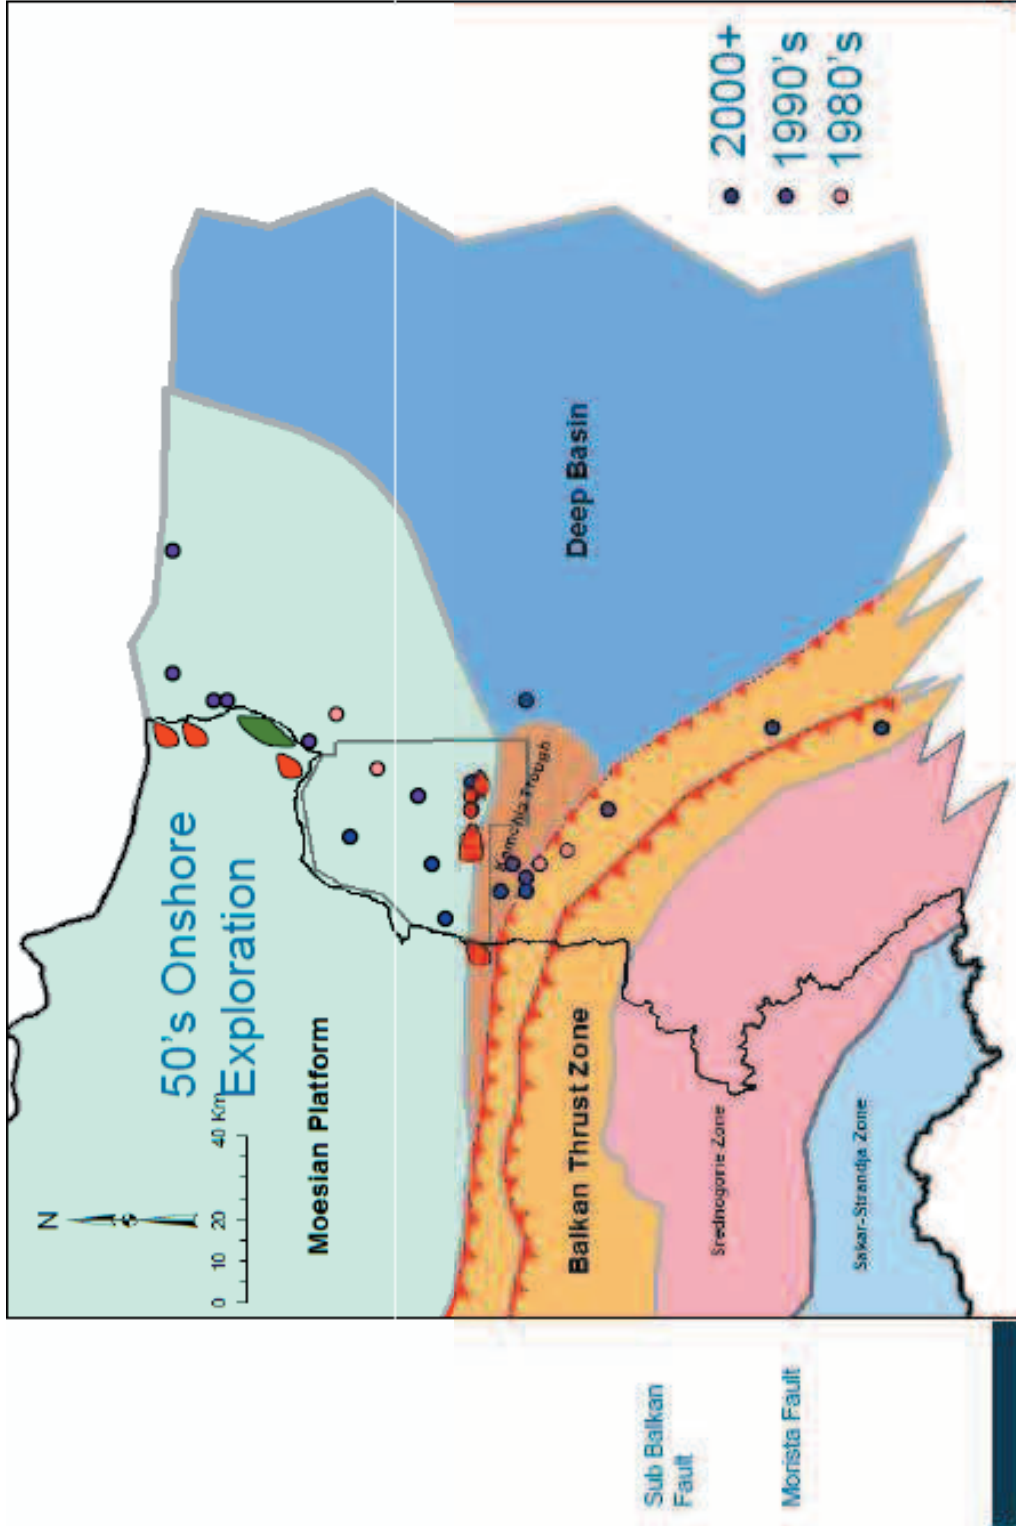 50's Onshore
Exploration
N
0
10
20
40 Km
Moesian Platform
Balkan Thrust Zone
Srednogorie Zone
Sakar-Strandja Zone
Kamchia Trough
Deep Basin
2000+
1990's
1980's
Sub Balkan
Fault
Morista Fault